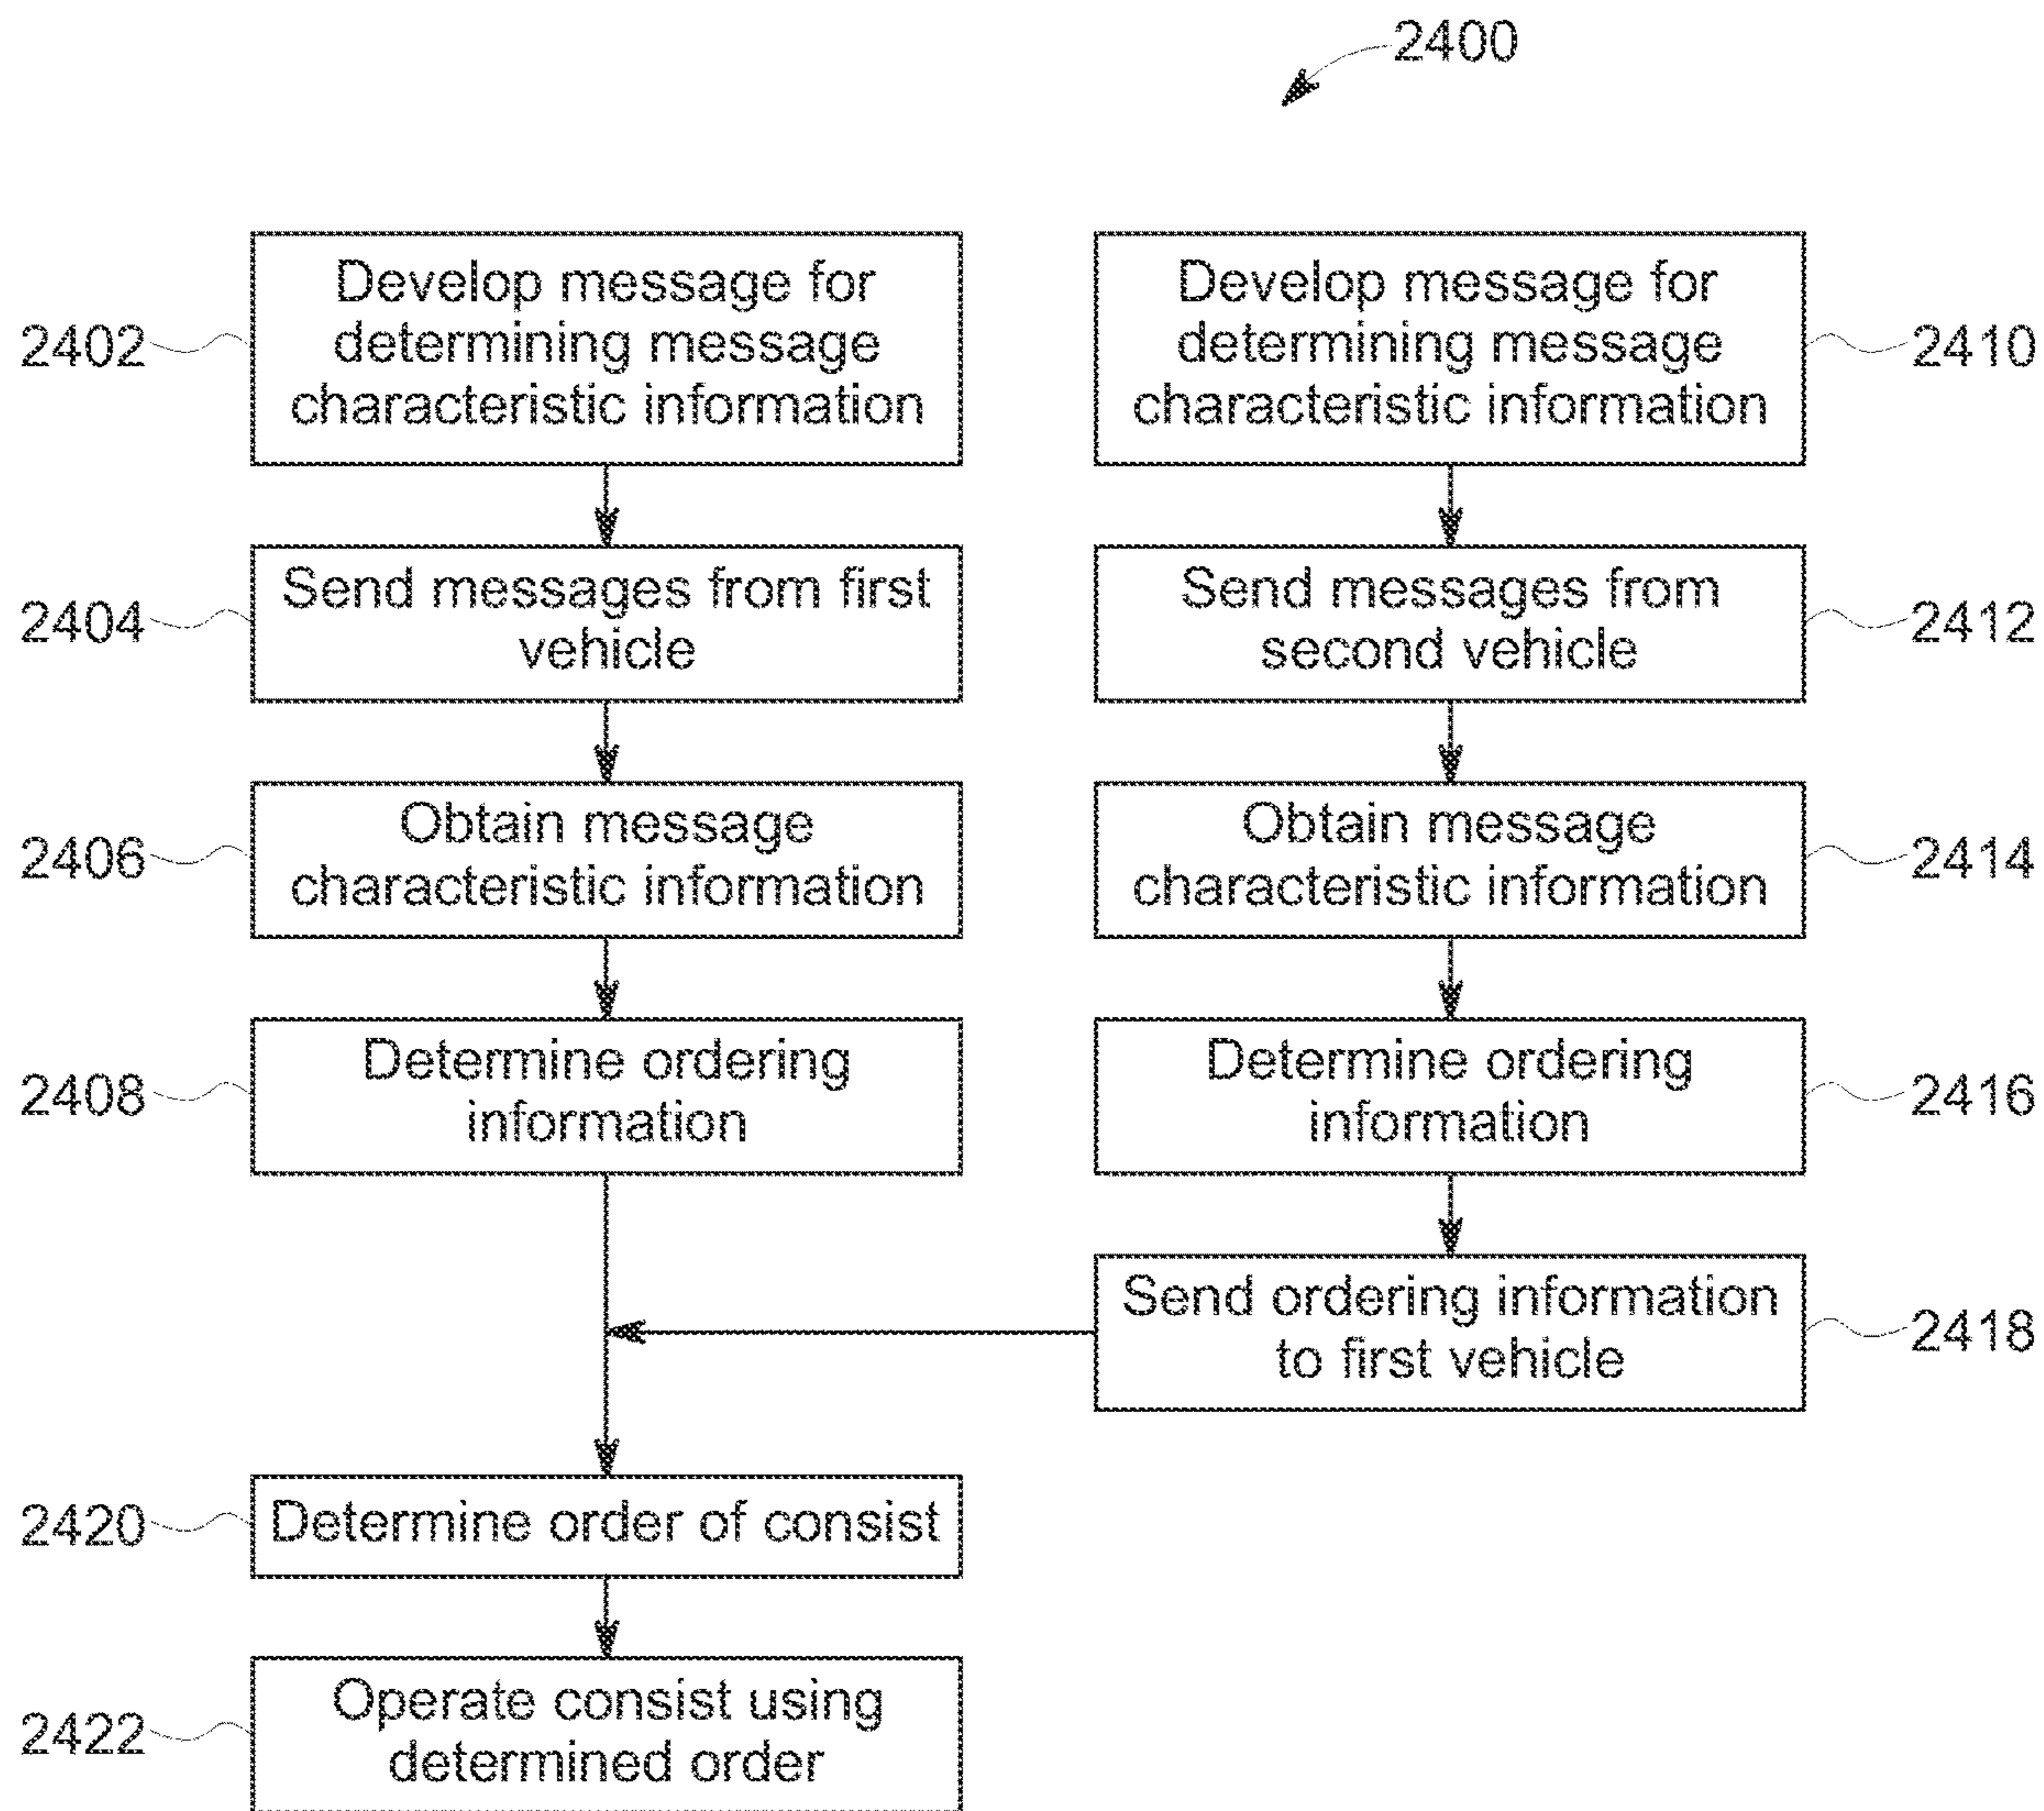 2400
2402
Develop message for
determining message
characteristic information
2404
Send messages from first
vehicle
2406
Obtain message
characteristic information
2408
Determine ordering
information
Develop message for
determining message
characteristic information
2410
Send messages from
second vehicle
2412
Obtain message
characteristic information
2414
Determine ordering
information
2416
Send ordering information
to first vehicle
2418
2420
Determine order of consist
2422
Operate consist using
determined order